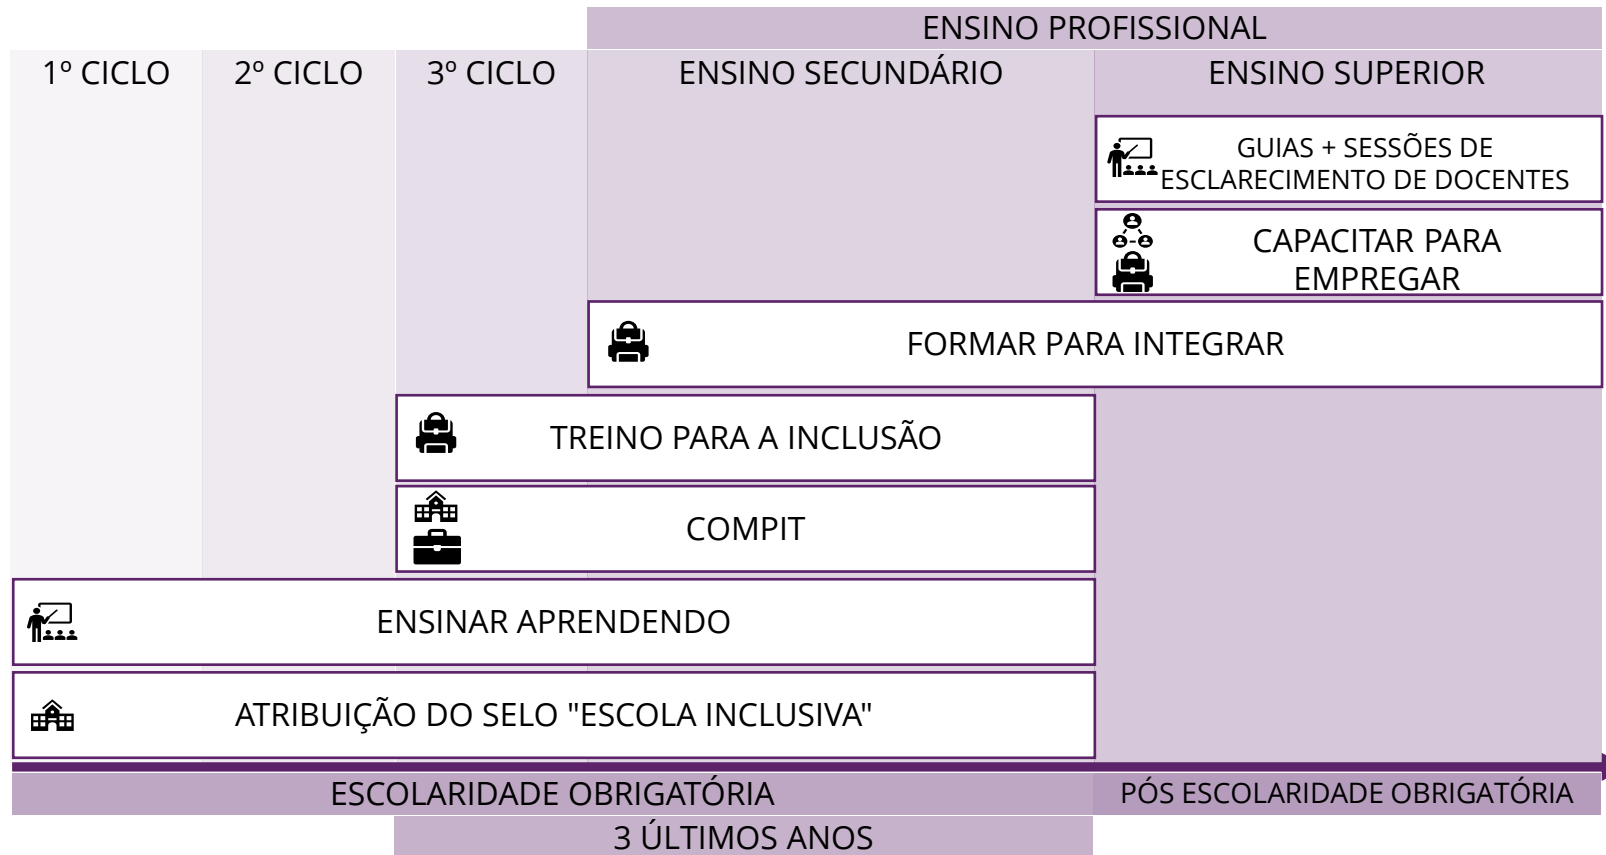 ENSINO PROFISSIONAL
1º CICLO
2º CICLO
3º CICLO
ENSINO SECUNDÁRIO
ENSINO SUPERIOR
GUIAS + SESSÕES DE
ESCLARECIMENTO DE DOCENTES
CAPACITAR PARA
EMPREGAR
FORMAR PARA INTEGRAR
TREINO PARA A INCLUSÃO
COMPIT
ENSINAR APRENDENDO
ATRIBUIÇÃO DO SELO "ESCOLA INCLUSIVA"
ESCOLARIDADE OBRIGATÓRIA
PÓS ESCOLARIDADE OBRIGATÓRIA
3 ÚLTIMOS ANOS